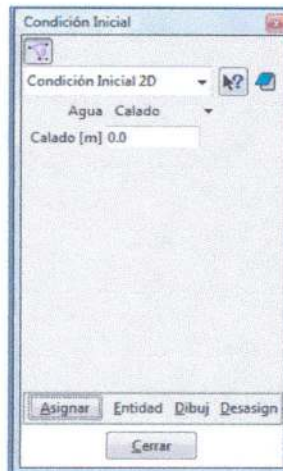 Condición Inicial
Condición Inicial 2D
Agua Calado
Calado [m] 0.0
Asignar Entidad Dibuj Desasign
Cerrar